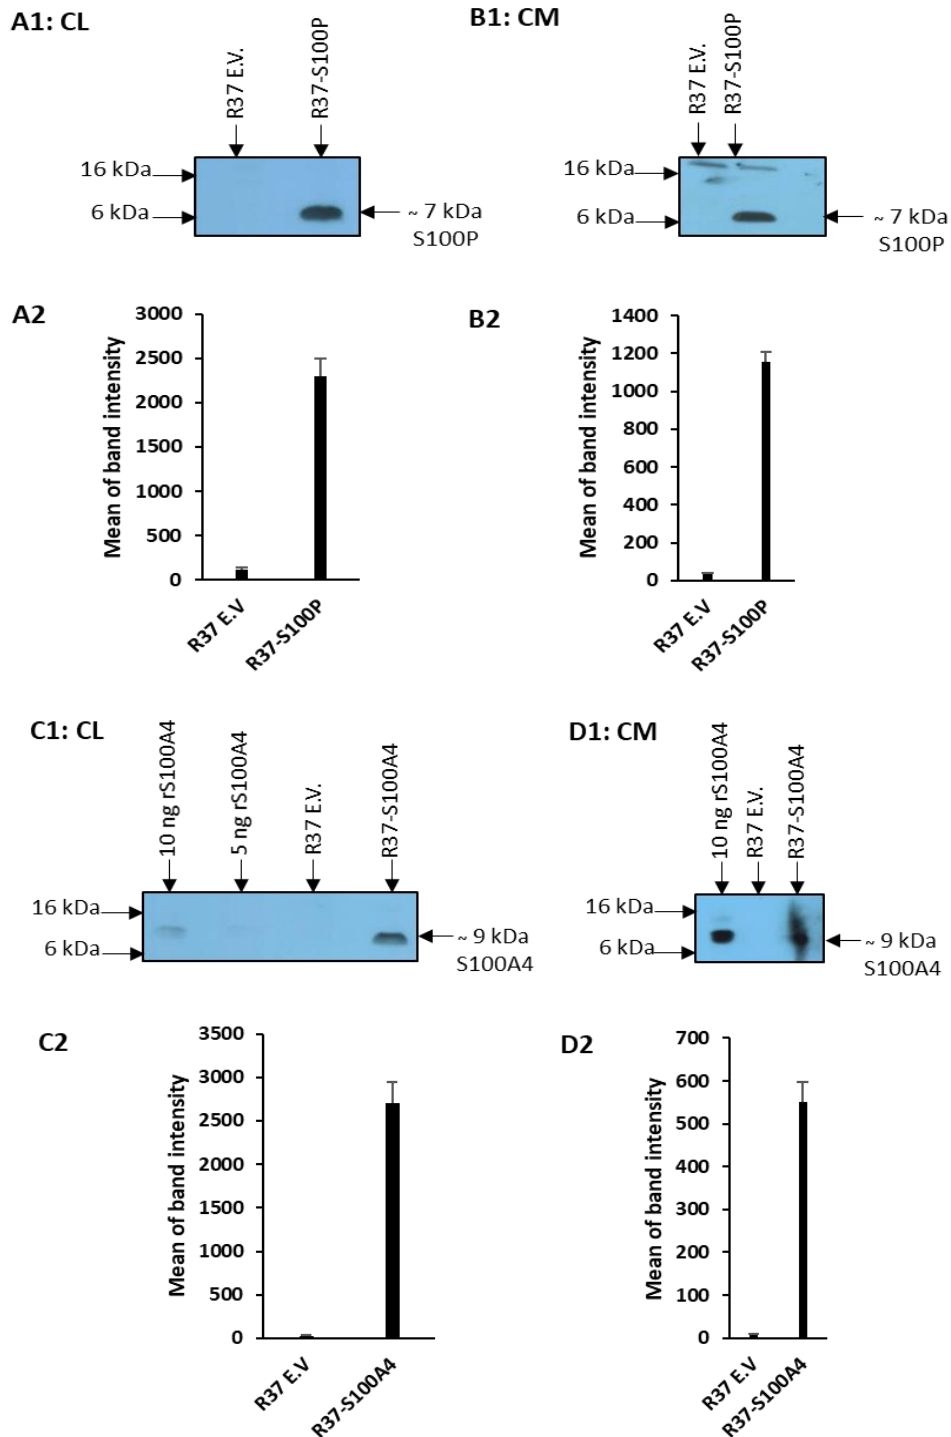 A1: CL
R37 E.V.
R37-S100P
16 kDa
6 kDa
~ 7 kDa
S100P
B1: CM
R37 E.V.
R37-S100P
16 kDa
6 kDa
~ 7 kDa
S100P
A2
Mean of band intensity
3000
2500
2000
1500
1000
500
0
R37 E.V
R37-S100P
B2
Mean of band intensity
1400
1200
1000
800
600
400
200
0
R37 E.V
R37-S100P
C1: CL
10 ng rS100A4
5 ng rS100A4
R37 E.V.
R37-S100A4
16 kDa
6 kDa
~ 9 kDa
S100A4
D1: CM
10 ng rS100A4
R37 E.V.
R37-S100A4
16 kDa
6 kDa
~ 9 kDa
S100A4
C2
Mean of band intensity
3500
3000
2500
2000
1500
1000
500
0
R37 E.V
R37-S100A4
D2
Mean of band intensity
700
600
500
400
300
200
100
0
R37 E.V
R37-S100A4